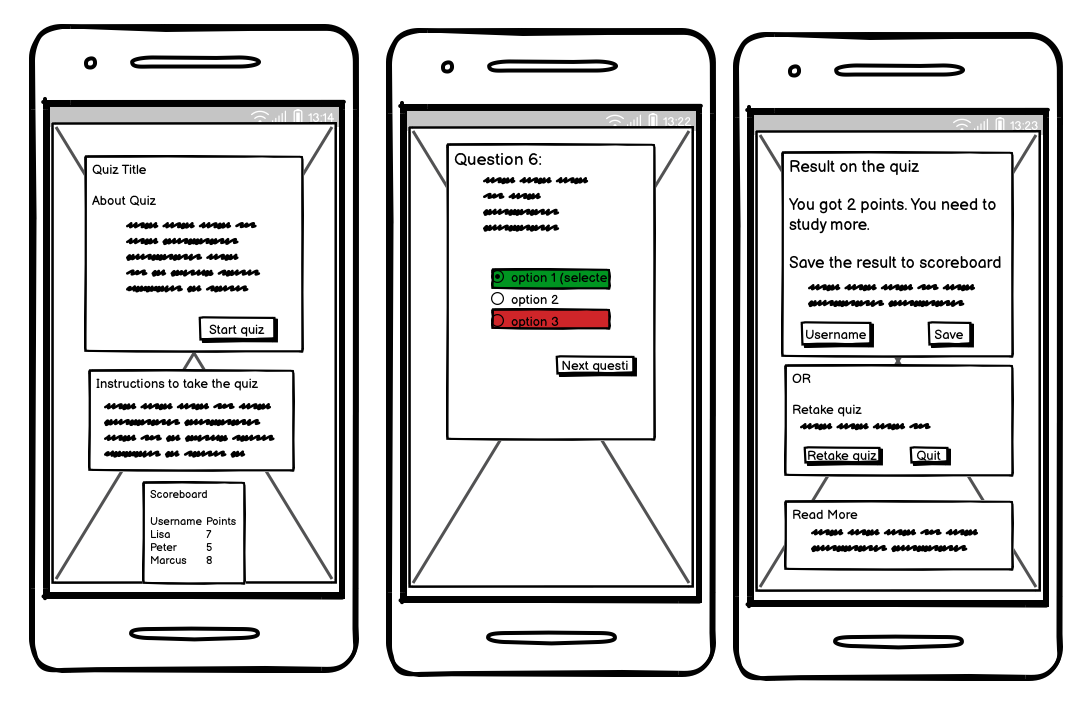 13:14
Quiz Title
About Quiz
Start quiz
Instructions to take the quiz
Scoreboard
Username Points
Lisa 7
Peter 5
Marcus 8
13:22
Question 6:
option 1 (selecte
option 2
option 3
Next questi
13:23
Result on the quiz
You got 2 points. You need to
study more.
Save the result to scoreboard
Username Save
OR
Retake quiz
Retake quiz Quit
Read More